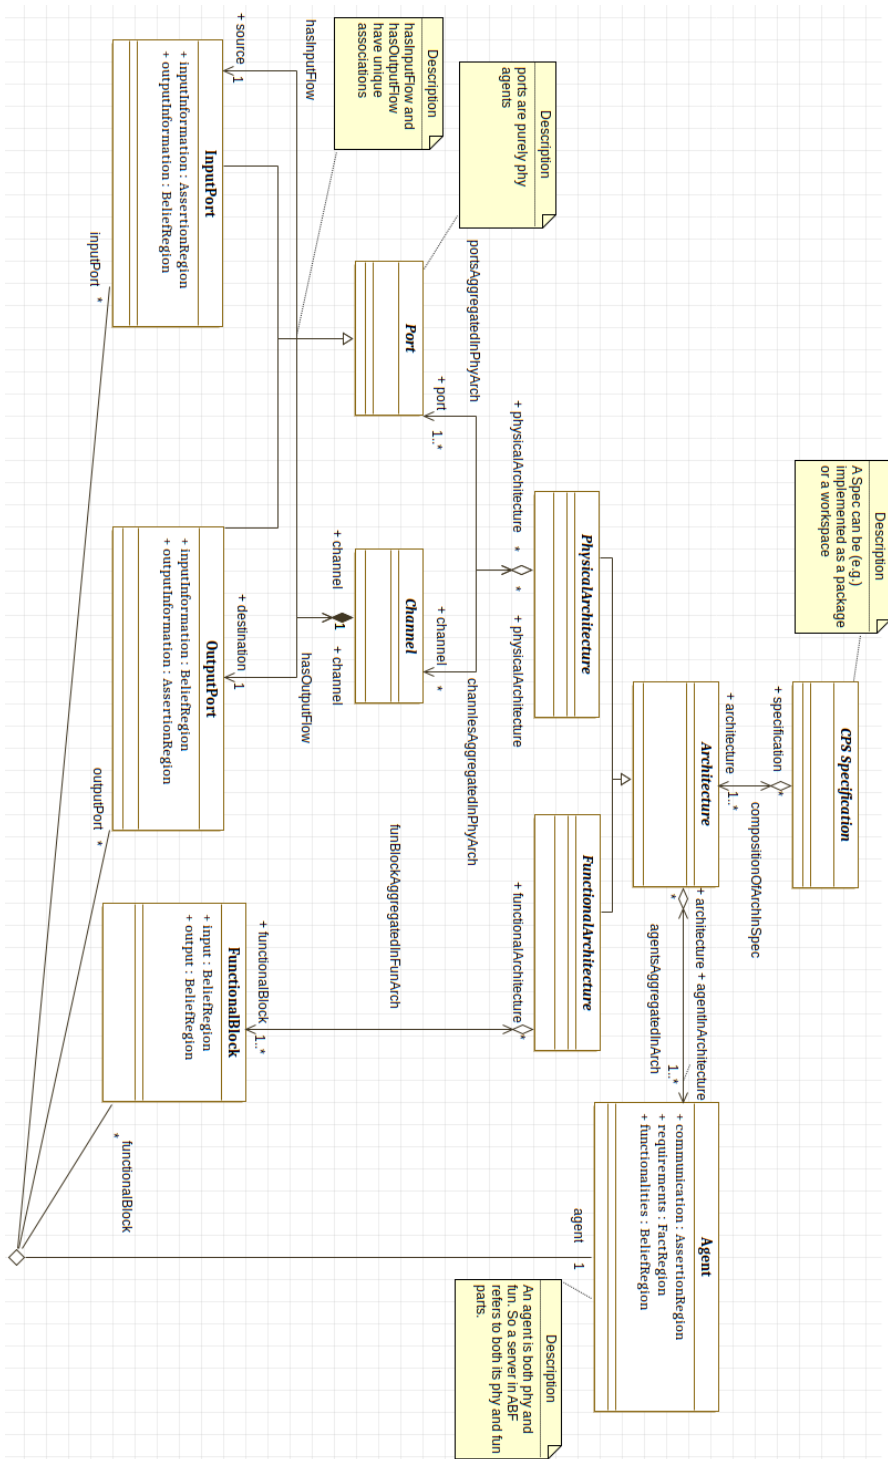 Description
A Spec can be (e.g.)
implemented as a package
or a workspace
CPS Specification
+ specification
*
compositionOfArchInSpec
+ architecture
1..*
Architecture
+ architecture
+ agentInArchitecture
*
1..*
agentsAggregatedInArch
Agent
+ communication : AssertionRegion
+ requirements : FactRegion
+ functionalities : BeliefRegion
agent
1
Description
An agent is both phy and
fun. So a server in ABF
refers to both its phy and fun
parts.
PhysicalArchitecture
FunctionalArchitecture
+ physicalArchitecture
*
*
+ physicalArchitecture
+ functionalArchitecture
*
Description
ports are purely phy
agents
portsAggregatedInPhyArch
channlesAggregatedInPhyArch
funBlockAggregatedInFunArch
Description
hasInputFlow and
hasOutputFlow
have unique
associations
+ port
1..*
+ channel
*
Port
Channel
+ channel
1
+ channel
hasInputFlow
hasOutputFlow
+ source
1
+ destination
1
+ functionalBlock
1..*
InputPort
+ inputInformation : AssertionRegion
+ outputInformation : BeliefRegion
OutputPort
+ inputInformation : BeliefRegion
+ outputInformation : AssertionRegion
FunctionalBlock
+ input : BeliefRegion
+ output : BeliefRegion
inputPort
*
outputPort
*
functionalBlock
*